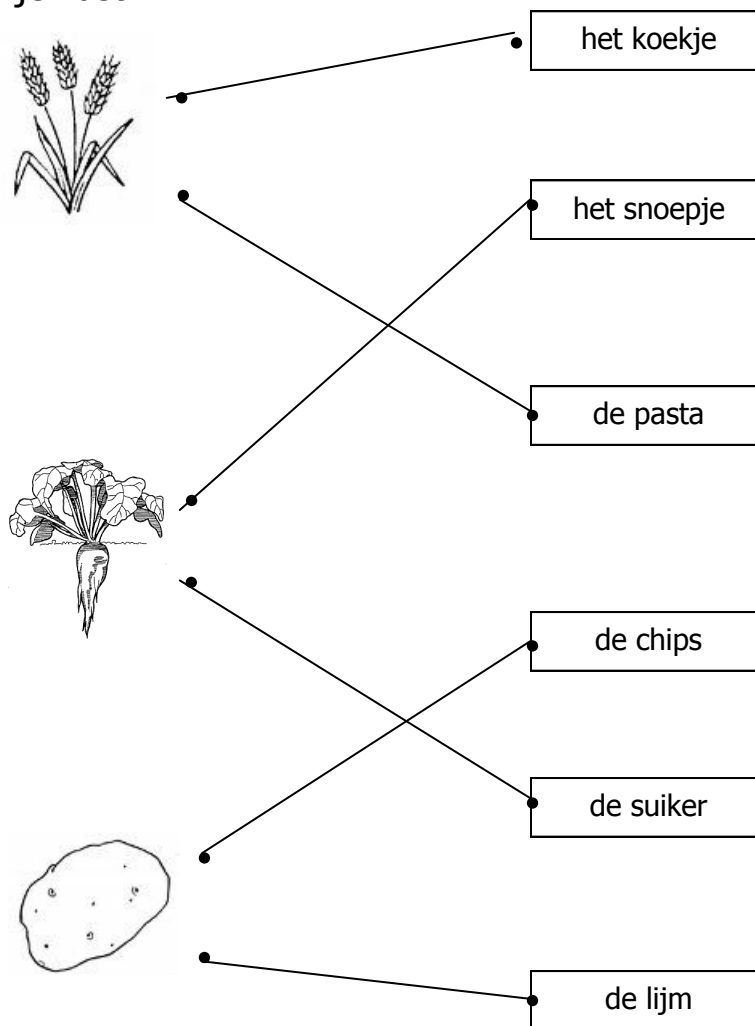 het koekje
het snoepje
de pasta
de chips
de suiker
de lijm